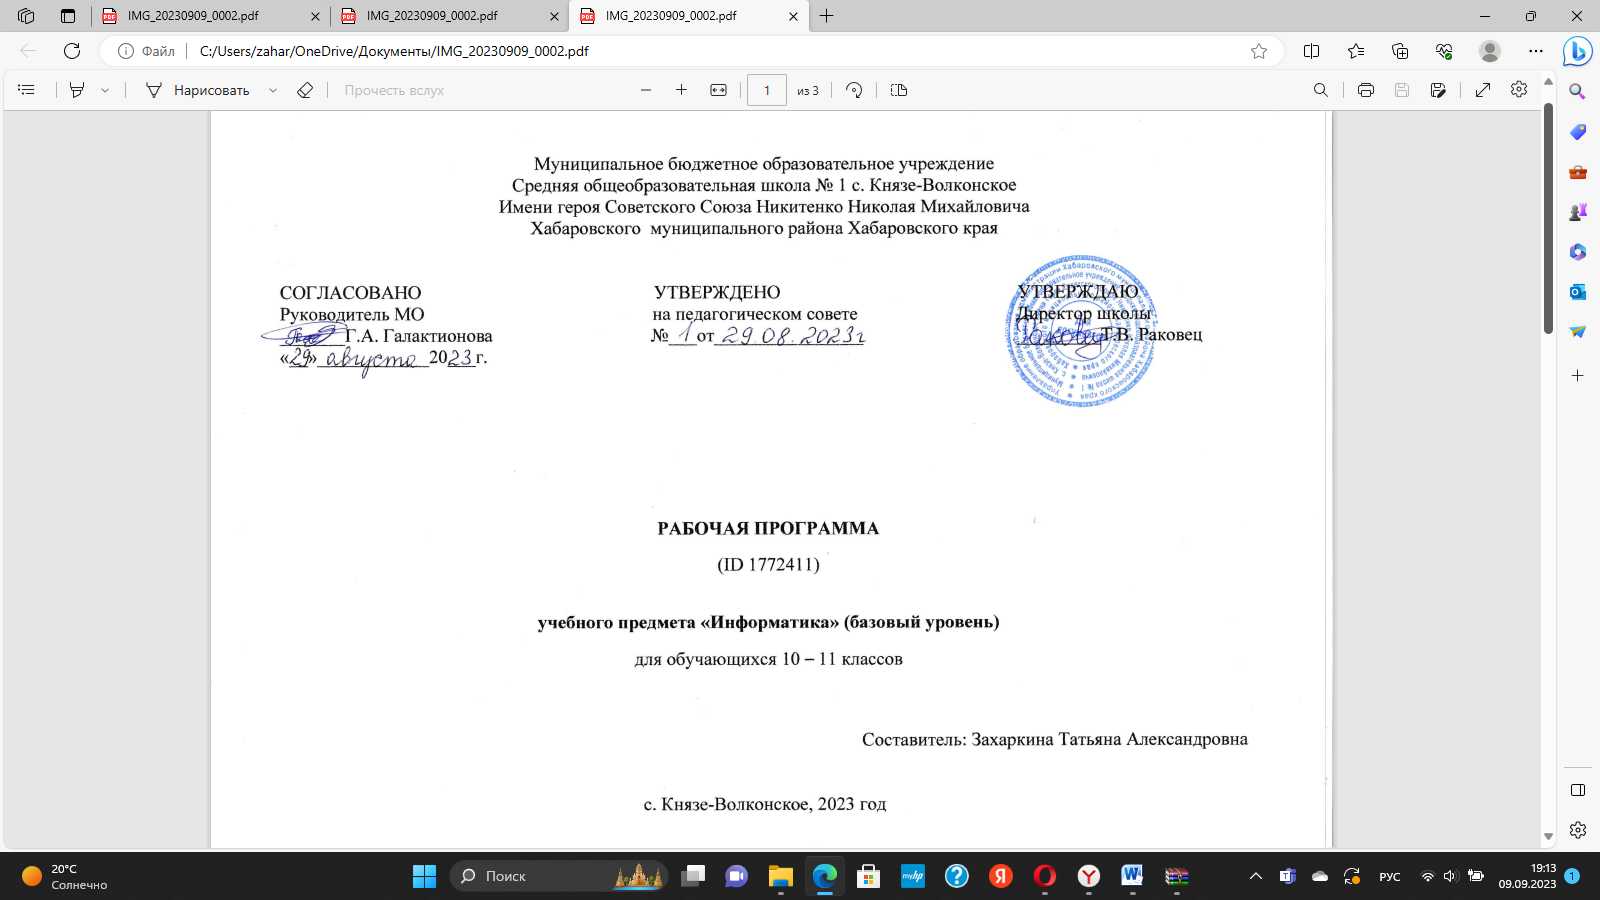 IMG_20230909_0002.pdf
IMG_20230909_0002.pdf
IMG_20230909_0002.pdf
Файл
C:/Users/zahar/OneDrive/Документы/IMG_20230909_0002.pdf
Нарисовать
Прочесть вслух
1
из 3
Муниципальное бюджетное образовательное учреждение
Средняя общеобразовательная школа № 1 с. Князе-Волконское
Имени героя Советского Союза Никитенко Николая Михайловича
Хабаровского муниципального района Хабаровского края
СОГЛАСОВАНО
Руководитель МО
Г.А. Галактионова
«29» августа 2023 г.
УТВЕРЖДЕНО
на педагогическом совете
№ 1 от 29.08.2023г
УТВЕРЖДАЮ
Директор школы
Т.В. Раковец
РАБОЧАЯ ПРОГРАММА
(ID 1772411)
учебного предмета «Информатика» (базовый уровень)
для обучающихся 10 – 11 классов
Составитель: Захаркина Татьяна Александровна
с. Князе-Волконское, 2023 год
20°C
Солнечно
Поиск
РУС
19:13
09.09.2023
1